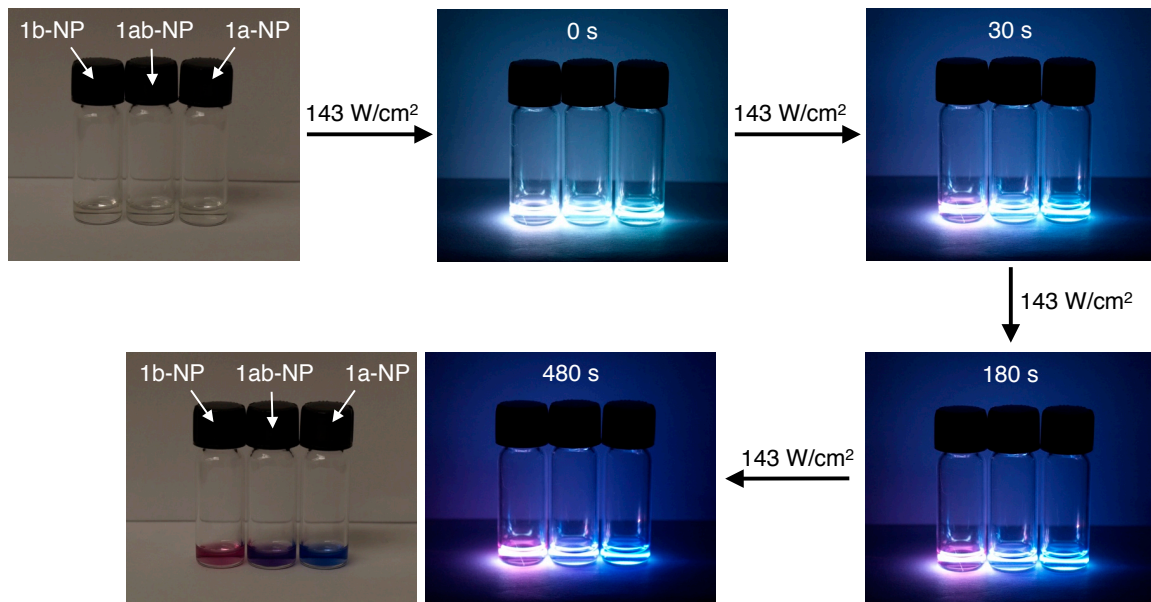 1b-NP
1ab-NP
1a-NP
143 W/cm²
0 s
143 W/cm²
30 s
143 W/cm²
180 s
143 W/cm²
480 s
1b-NP
1ab-NP
1a-NP